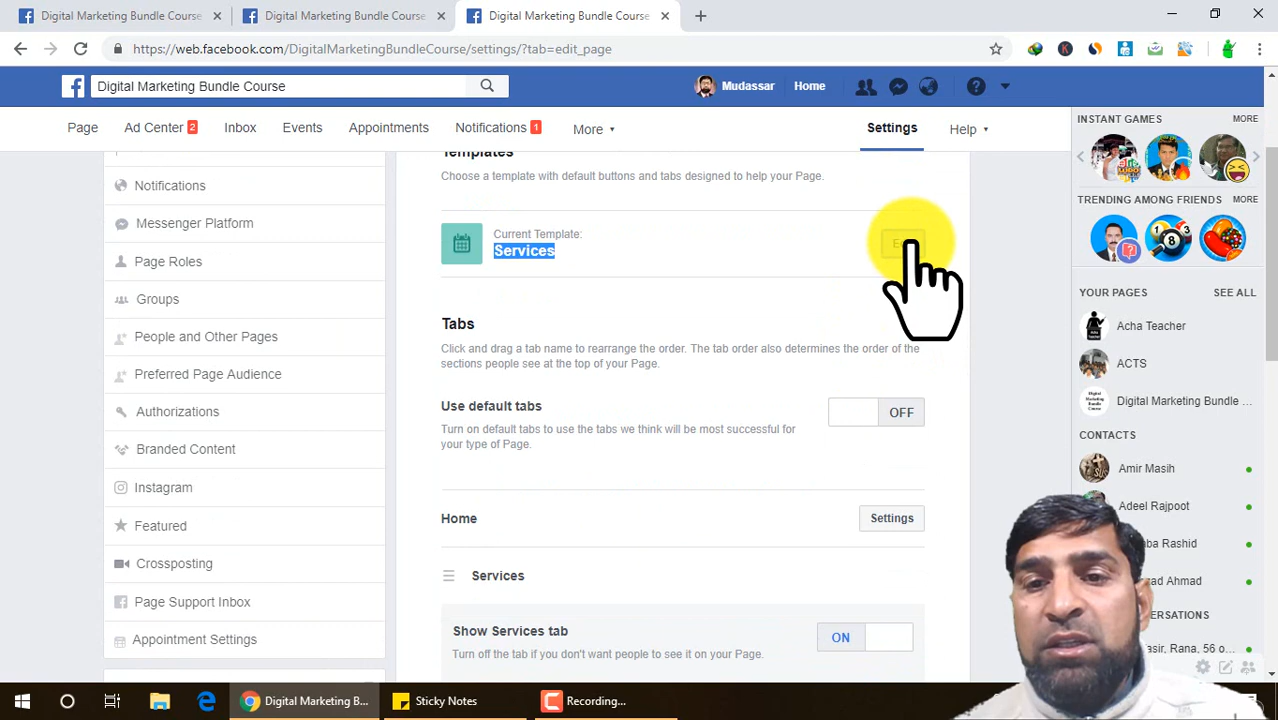 Digital Marketing Bundle Course
Digital Marketing Bundle Course
Digital Marketing Bundle Course
https://web.facebook.com/DigitalMarketingBundleCourse/settings/?tab=edit_page
Digital Marketing Bundle Course
Mudassar
Home
Page
Ad Center 2
Inbox
Events
Appointments
Notifications 1
More
Settings
Help
Notifications
Messenger Platform
Page Roles
Groups
People and Other Pages
Preferred Page Audience
Authorizations
Branded Content
Instagram
Featured
Crossposting
Page Support Inbox
Appointment Settings
Templates
Choose a template with default buttons and tabs designed to help your Page.
Current Template:
Services
Tabs
Click and drag a tab name to rearrange the order. The tab order also determines the order of the
sections people see at the top of your Page.
Use default tabs
OFF
Turn on default tabs to use the tabs we think will be most successful for
your type of Page.
Home
Settings
Services
Show Services tab
ON
Turn off the tab if you don't want people to see it on your Page.
INSTANT GAMES
MORE
TRENDING AMONG FRIENDS
MORE
YOUR PAGES
SEE ALL
Acha Teacher
ACTS
Digital Marketing Bundle ...
CONTACTS
Amir Masih
Adeel Rajpoot
Rashid
Ahmad
Rana, 56 o...
Digital Marketing B...
Sticky Notes
Recording...